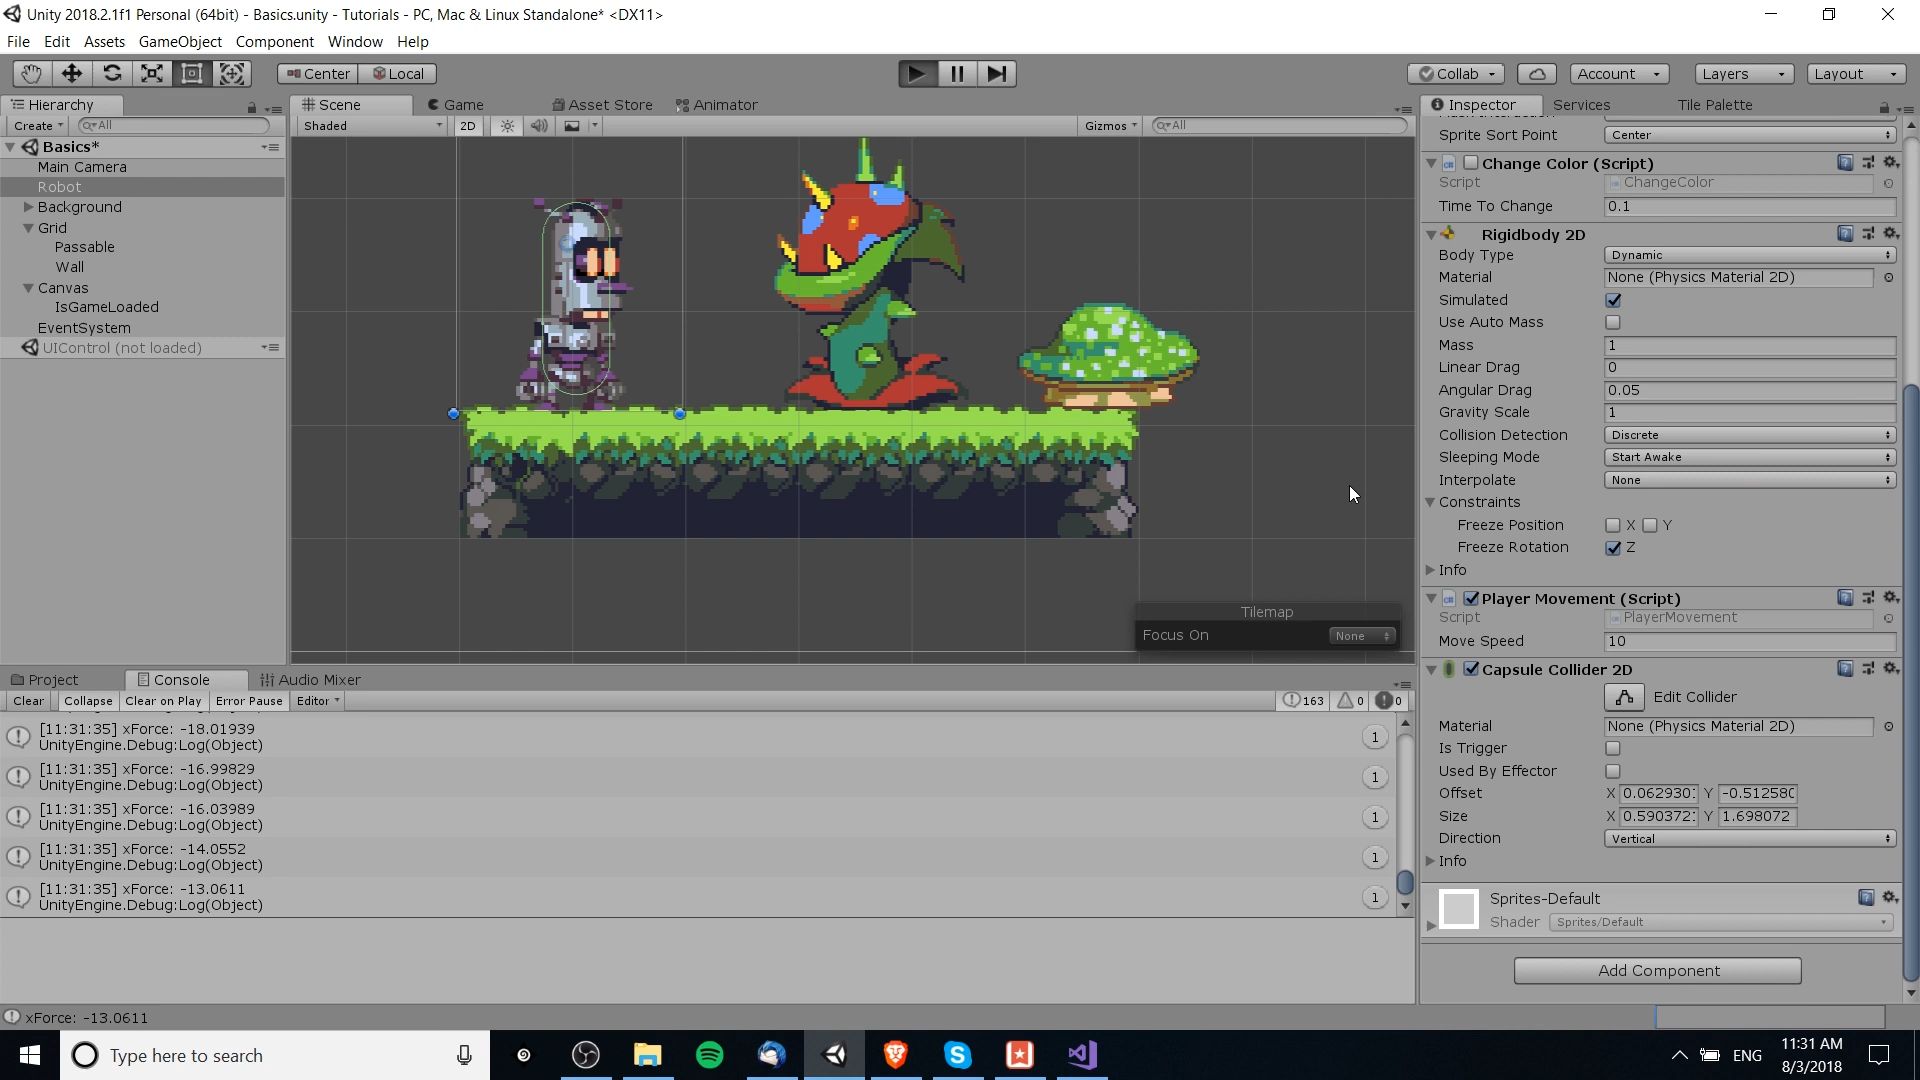 Unity 2018.2.1f1 Personal (64bit) - Basics.unity - Tutorials - PC, Mac & Linux Standalone* <DX11>
File Edit Assets GameObject Component Window Help
Center Local Collab Account Layers Layout
Hierarchy
Create All
Basics*
Main Camera
Robot
Background
Grid
Passable
Wall
Canvas
IsGameLoaded
EventSystem
UIControl (not loaded)
Scene Game Asset Store Animator
Shaded 2D Gizmos All
Tilemap
Focus On None
Inspector Services Tile Palette
Sprite Sort Point Center
Change Color (Script)
Script ChangeColor
Time To Change 0.1
Rigidbody 2D
Body Type Dynamic
Material None (Physics Material 2D)
Simulated
Use Auto Mass
Mass 1
Linear Drag 0
Angular Drag 0.05
Gravity Scale 1
Collision Detection Discrete
Sleeping Mode Start Awake
Interpolate None
Constraints
Freeze Position X Y
Freeze Rotation Z
Info
Player Movement (Script)
Script PlayerMovement
Move Speed 10
Capsule Collider 2D
Edit Collider
Material None (Physics Material 2D)
Is Trigger
Used By Effector
Offset X 0.062930 Y -0.51258
Size X 0.590372 Y 1.698072
Direction Vertical
Info
Sprites-Default
Shader Sprites/Default
Add Component
Project Console Audio Mixer
Clear Collapse Clear on Play Error Pause Editor 163 0 0
[11:31:35] xForce: -18.01939
UnityEngine.Debug:Log(Object)
1
[11:31:35] xForce: -16.99829
UnityEngine.Debug:Log(Object)
1
[11:31:35] xForce: -16.03989
UnityEngine.Debug:Log(Object)
1
[11:31:35] xForce: -14.0552
UnityEngine.Debug:Log(Object)
1
[11:31:35] xForce: -13.0611
UnityEngine.Debug:Log(Object)
1
xForce: -13.0611
Type here to search
ENG
11:31 AM
8/3/2018